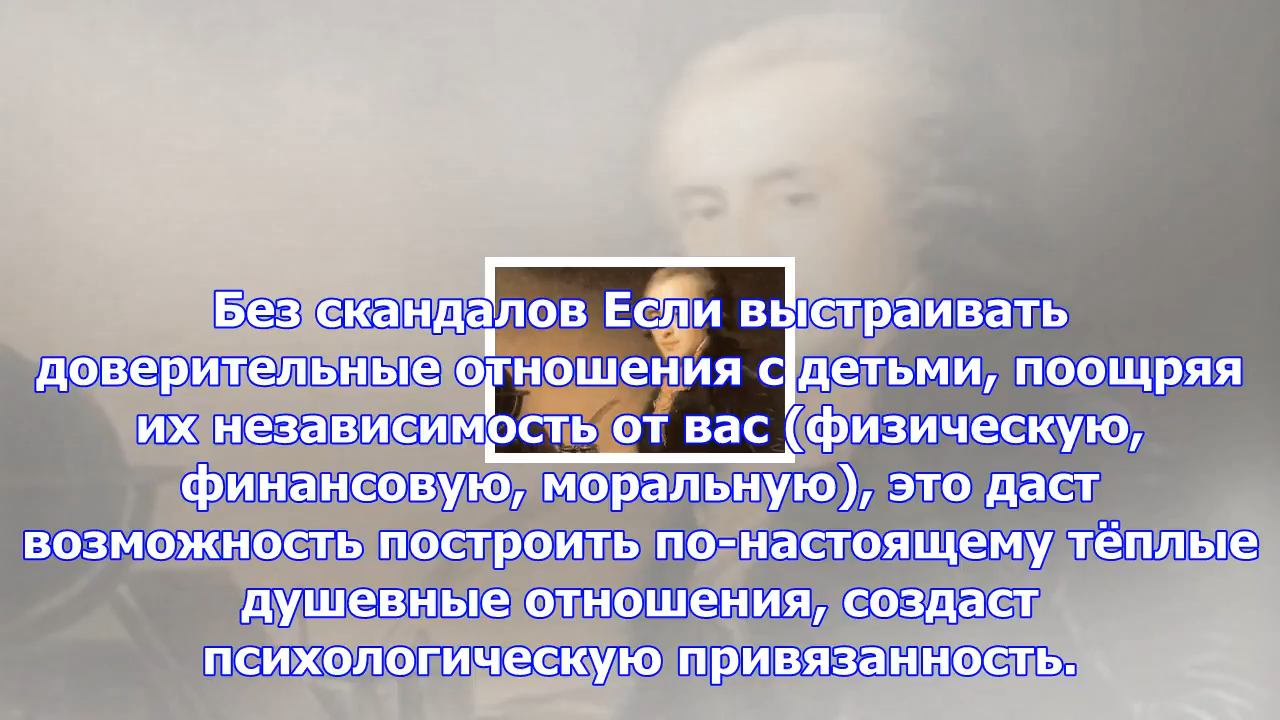 Без скандалов Если выстраивать
доверительные отношения с детьми, поощряя
их независимость от вас (физическую,
финансовую, моральную), это даст
возможность построить по-настоящему тёплые
душевные отношения, создаст
психологическую привязанность.